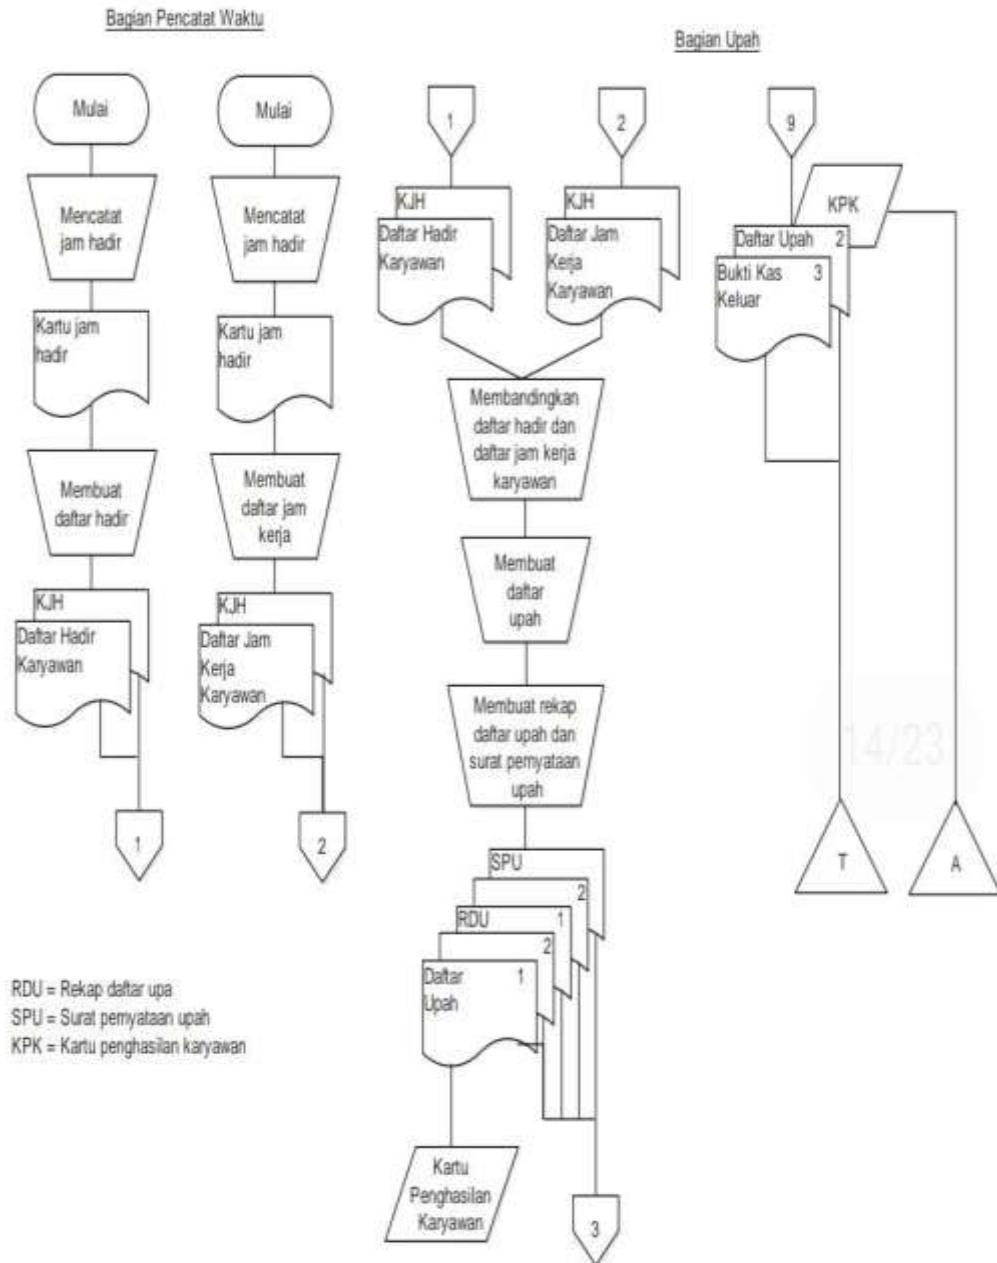 Bagian Pencatat Waktu
Bagian Upah
Mulai
Mencatat
jam hadir
Kartu jam
hadir
Membuat
daftar hadir
KJH
Daftar Hadir
Karyawan
1
Mulai
Mencatat
jam hadir
Kartu jam
hadir
Membuat
daftar jam
kerja
KJH
Daftar Jam
Kerja
Karyawan
2
1
KJH
Daftar Hadir
Karyawan
2
KJH
Daftar Jam
Kerja
Karyawan
Membandingkan
daftar hadir dan
daftar jam kerja
karyawan
Membuat
daftar
upah
Membuat rekap
daftar upah dan
surat pernyataan
upah
SPU
2
RDU 1
2
Daftar 1
Upah
Kartu
Penghasilan
Karyawan
3
9
KPK
Daftar Upah 2
Bukti Kas 3
Keluar
14/23
T
A
RDU = Rekap daftar upa
SPU = Surat pernyataan upah
KPK = Kartu penghasilan karyawan